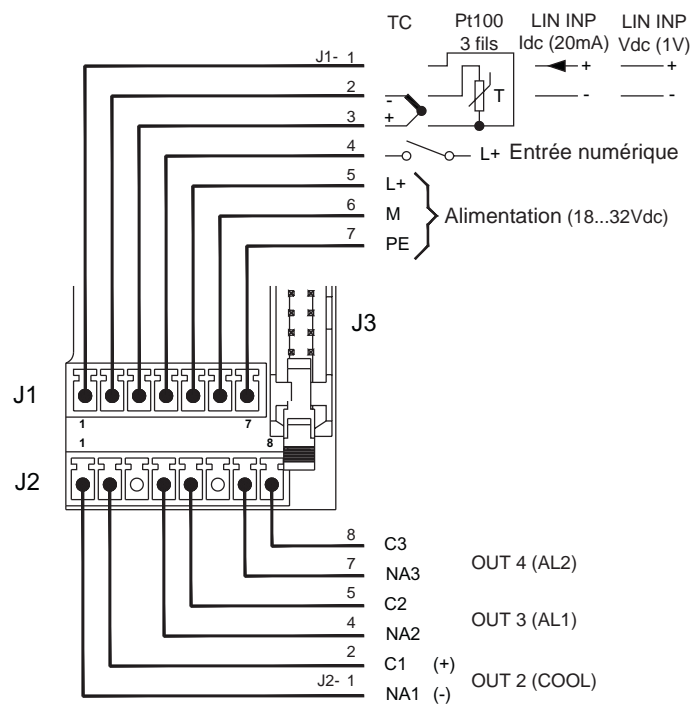 TC Pt100 3 fils LIN INP Idc (20mA) LIN INP Vdc (1V)
J1- 1 + +
2 - T - -
3 +
4 L+ Entrée numérique
5 L+
6 M Alimentation (18...32Vdc)
7 PE
J3
J1
1 7
1 8
J2
8 C3
OUT 4 (AL2)
7 NA3
5 C2
OUT 3 (AL1)
4 NA2
2 C1 (+)
OUT 2 (COOL)
J2- 1 NA1 (-)